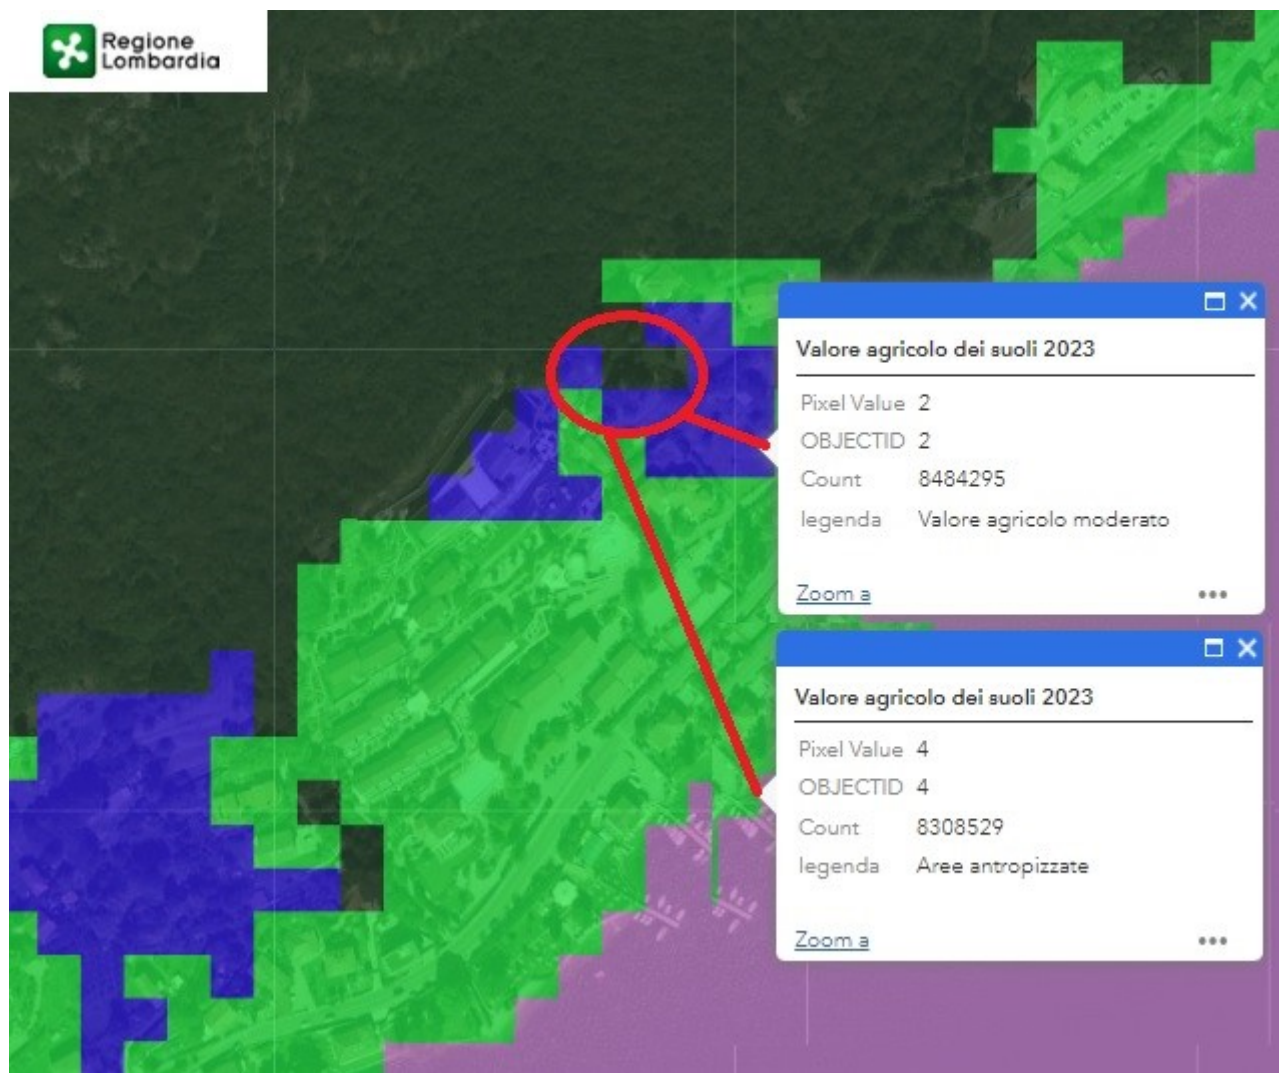 Regione
Lombardia
Valore agricolo dei suoli 2023
Pixel Value 2
OBJECTID 2
Count 8484295
legenda Valore agricolo moderato
Zoom a
Valore agricolo dei suoli 2023
Pixel Value 4
OBJECTID 4
Count 8308529
legenda Aree antropizzate
Zoom a